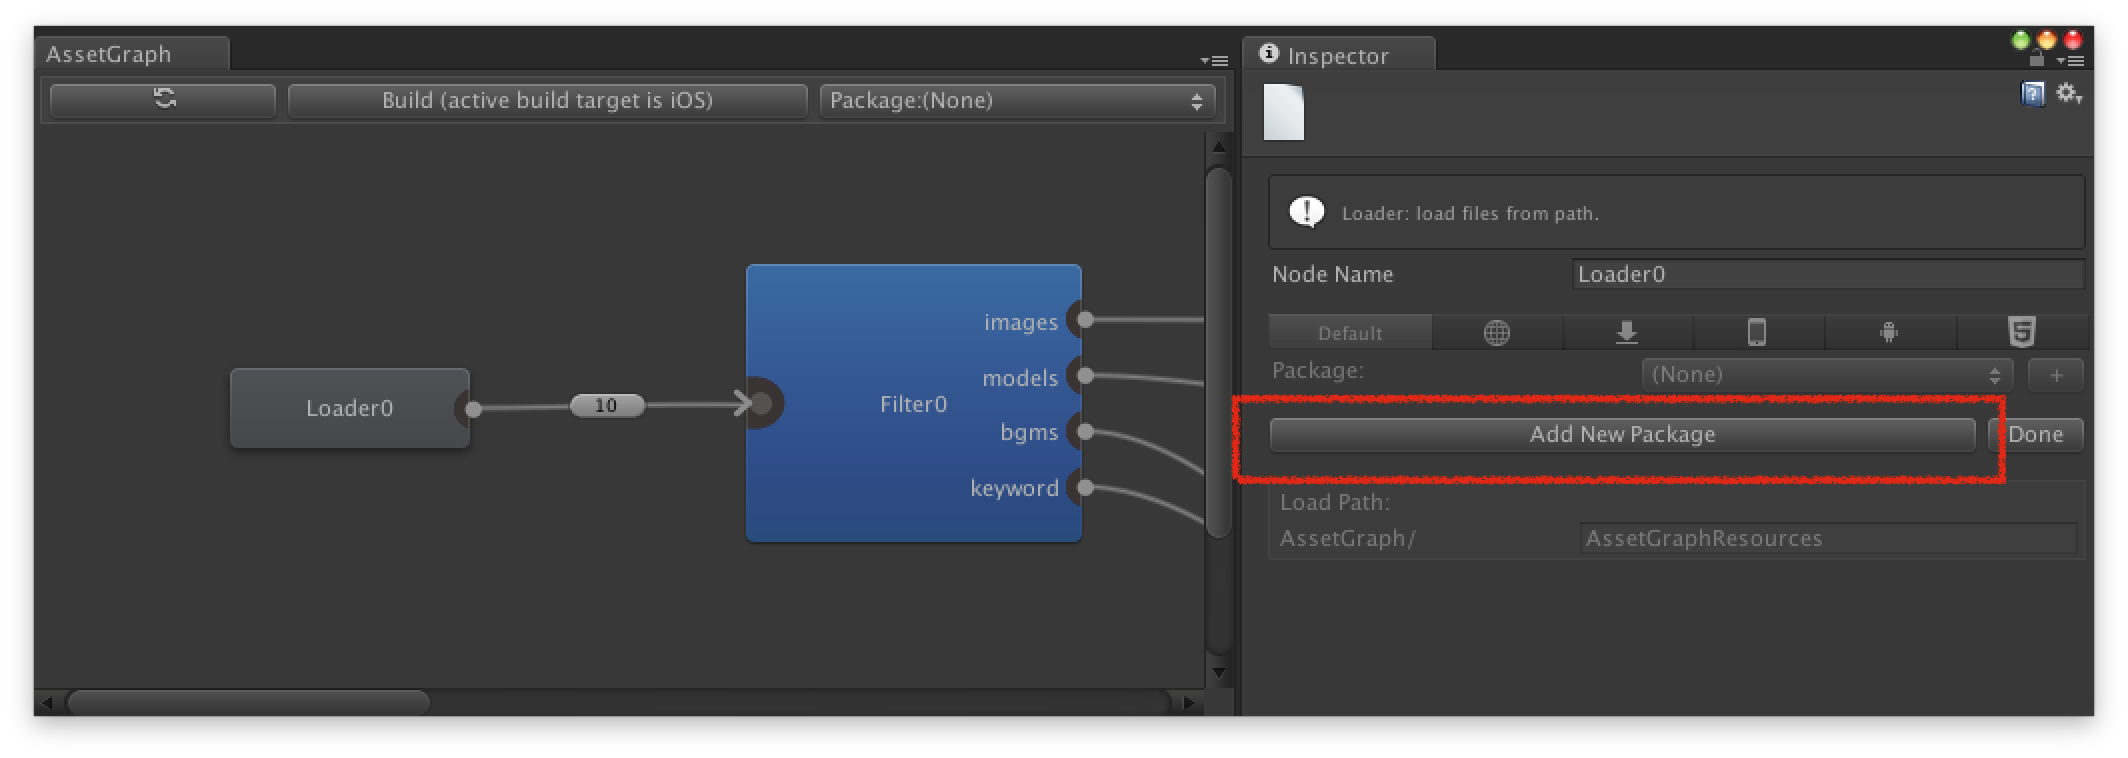 AssetGraph
Build (active build target is iOS)
Package:(None)
Loader0
10
Filter0
images
models
bgms
keyword
Inspector
Loader: load files from path.
Node Name
Loader0
Default
5
Package:
(None)
+
Add New Package
Done
Load Path:
AssetGraph/
AssetGraphResources